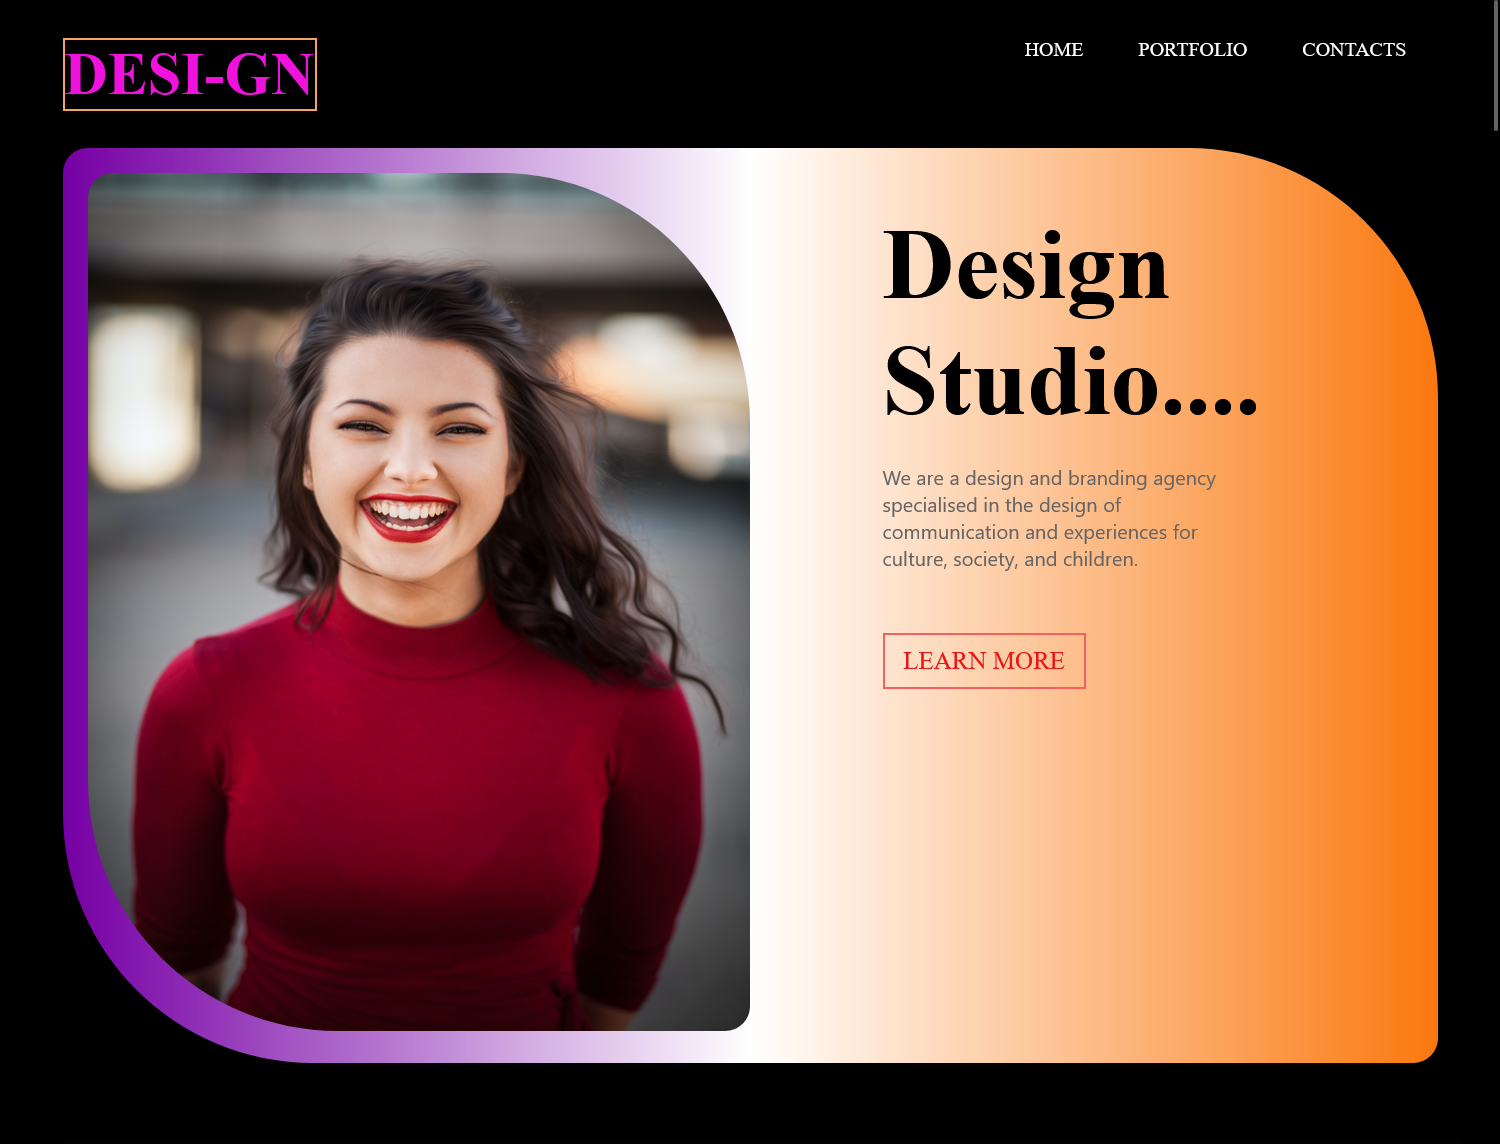 DESI-GN
HOME PORTFOLIO CONTACTS
Design
Studio....
We are a design and branding agency
specialised in the design of
communication and experiences for
culture, society, and children.
LEARN MORE